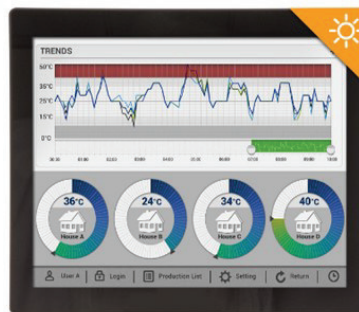 TRENDS
50°C
35°C
25°C
15°C
0°C
36°C
24°C
34°C
40°C
House A
House B
House C
House D
User A
Login
Production List
Setting
Return